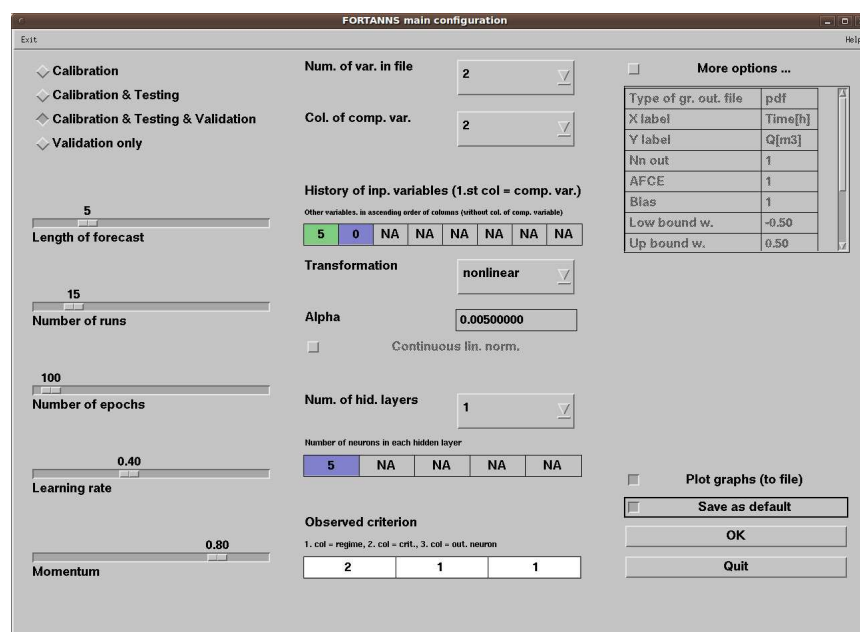 FORTANNS main configuration
Exit
Help
Calibration
Calibration & Testing
Calibration & Testing & Validation
Validation only
5
Length of forecast
15
Number of runs
100
Number of epochs
0.40
Learning rate
0.80
Momentum
Num. of var. in file
2
Col. of comp. var.
2
History of inp. variables (1.st col = comp. var.)
Other variables. in ascending order of columns (without col. of comp. variable)
5 0 NA NA NA NA NA NA
Transformation
nonlinear
Alpha
0.00500000
Continuous lin. norm.
Num. of hid. layers
1
Number of neurons in each hidden layer
5 NA NA NA NA
Observed criterion
1. col = regime, 2. col = crit., 3. col = out. neuron
2 1 1
More options ...
Type of gr. out. file pdf
X label Time[h]
Y label Q[m3]
Nn out 1
AFCE 1
Bias 1
Low bound w. -0.50
Up bound w. 0.50
Plot graphs (to file)
Save as default
OK
Quit